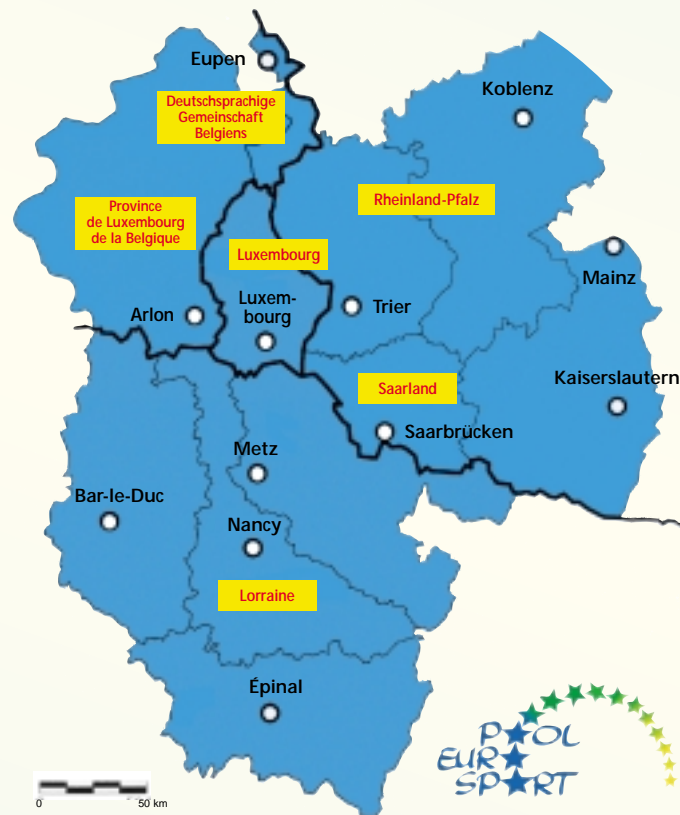 Eupen
Koblenz
Deutschsprachige
Gemeinschaft
Belgiens
Rheinland-Pfalz
Province
de Luxembourg
de la Belgique
Luxembourg
Mainz
Luxem-
bourg
Trier
Arlon
Kaiserslautern
Saarland
Saarbrücken
Metz
Bar-le-Duc
Nancy
Lorraine
Épinal
POOL
EURO
SPORT
0 50 km